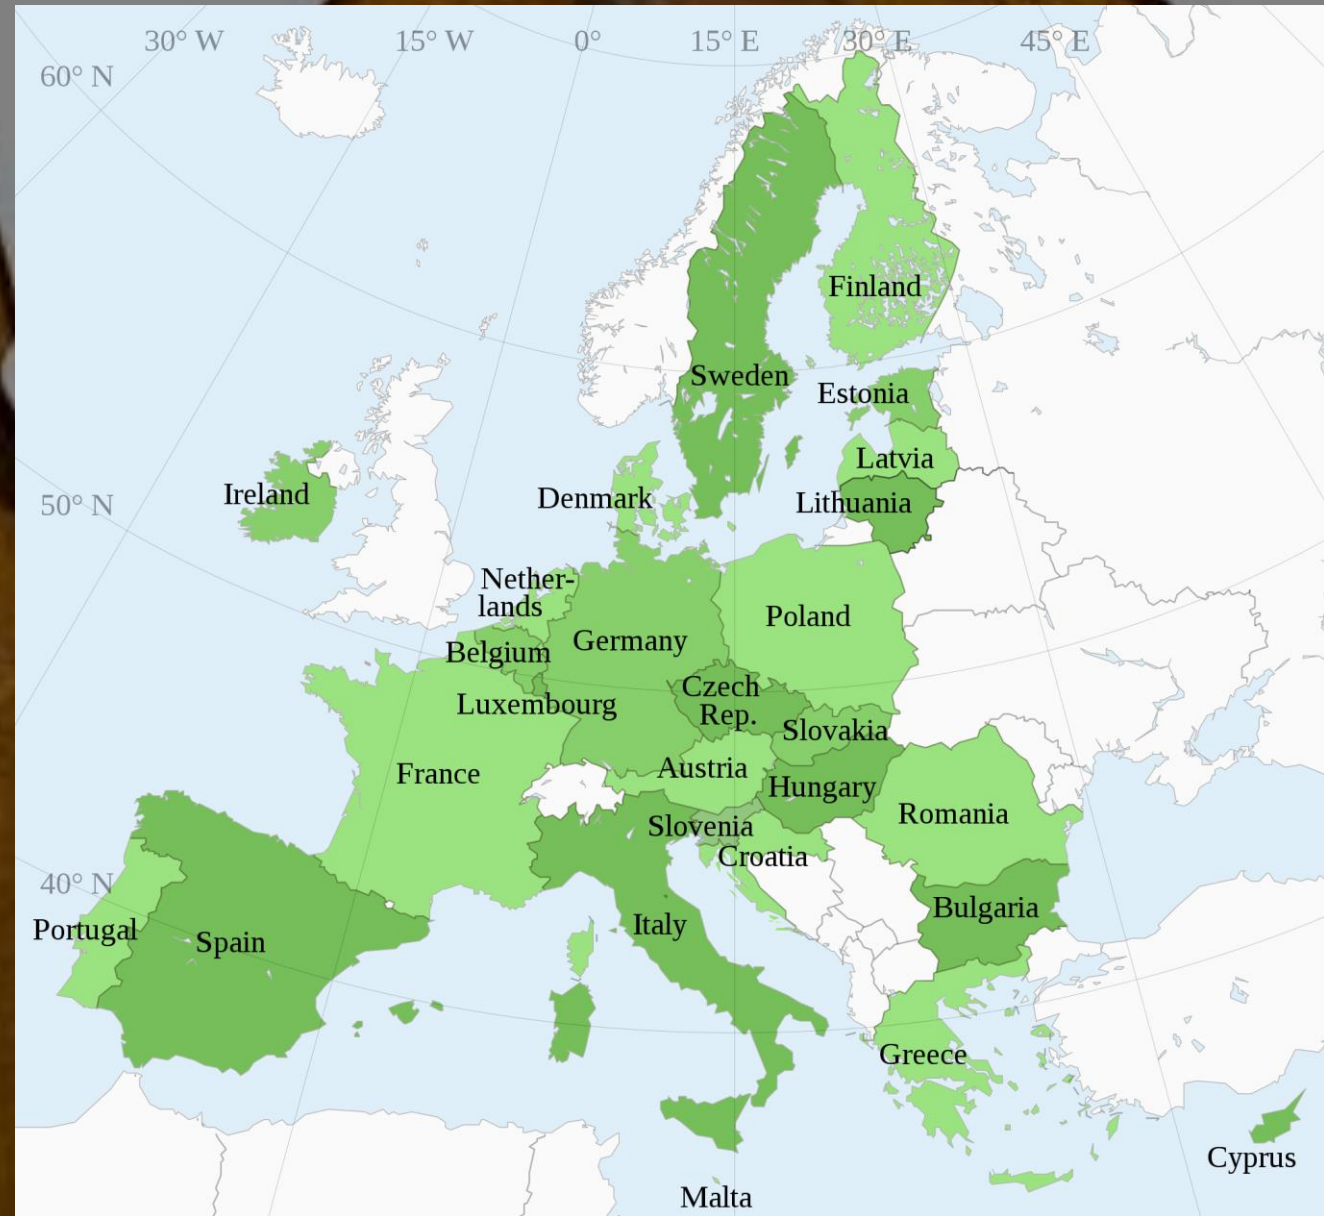 30° W
15° W
0°
15° E
30° E
45° E
60° N
Finland
Sweden
Estonia
Latvia
Ireland
Denmark
Lithuania
50° N
Nether-
lands
Poland
Germany
Belgium
Czech
Rep.
Luxembourg
Slovakia
Austria
France
Hungary
Romania
Slovenia
Croatia
40° N
Bulgaria
Italy
Portugal
Spain
Greece
Cyprus
Malta